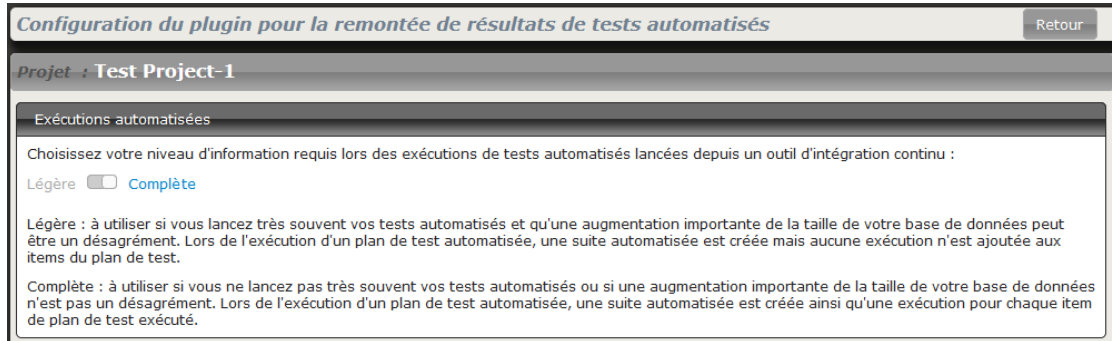 Configuration du plugin pour la remontée de résultats de tests automatisés
Retour
Projet : Test Project-1
Exécutions automatisées
Choisissez votre niveau d'information requis lors des exécutions de tests automatisés lancées depuis un outil d'intégration continu :
Légère Complète
Légère : à utiliser si vous lancez très souvent vos tests automatisés et qu'une augmentation importante de la taille de votre base de données peut
être un désagrément. Lors de l'exécution d'un plan de test automatisée, une suite automatisée est créée mais aucune exécution n'est ajoutée aux
items du plan de test.
Complète : à utiliser si vous ne lancez pas très souvent vos tests automatisés ou si une augmentation importante de la taille de votre base de données
n'est pas un désagrément. Lors de l'exécution d'un plan de test automatisée, une suite automatisée est créée ainsi qu'une exécution pour chaque item
de plan de test exécuté.